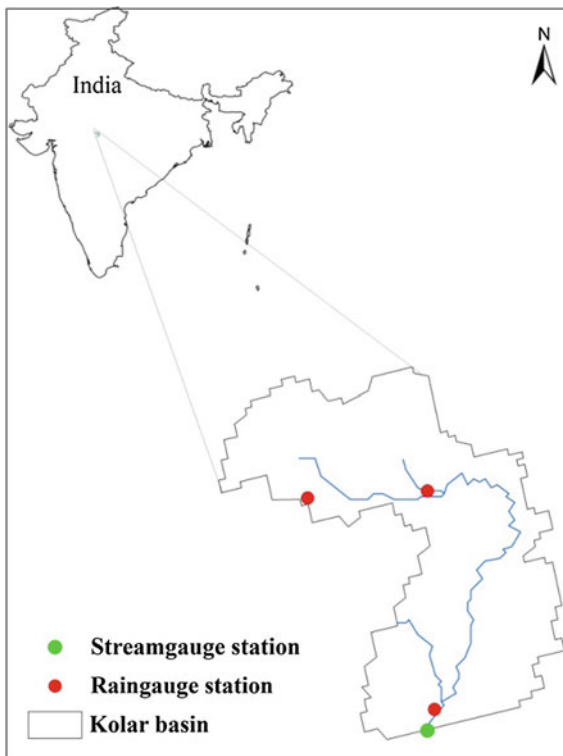 N
India
Streamgauge station
Raingauge station
Kolar basin